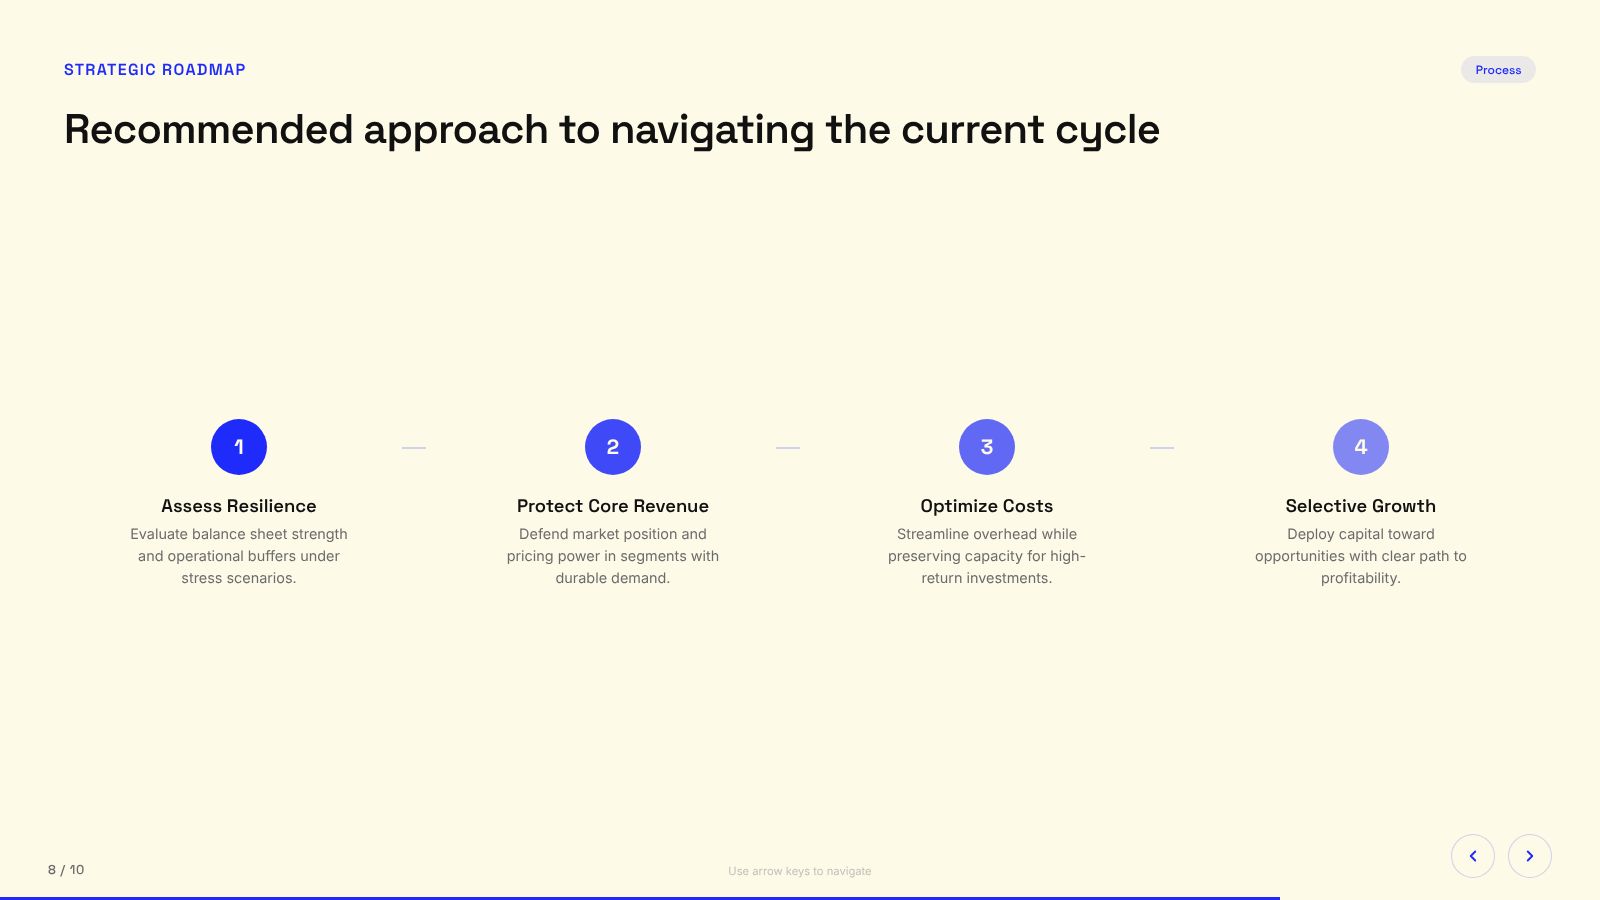 STRATEGIC ROADMAP
Process
Recommended approach to navigating the current cycle
1
Assess Resilience
Evaluate balance sheet strength
and operational buffers under
stress scenarios.
2
Protect Core Revenue
Defend market position and
pricing power in segments with
durable demand.
3
Optimize Costs
Streamline overhead while
preserving capacity for high-
return investments.
4
Selective Growth
Deploy capital toward
opportunities with clear path to
profitability.
8 / 10
Use arrow keys to navigate